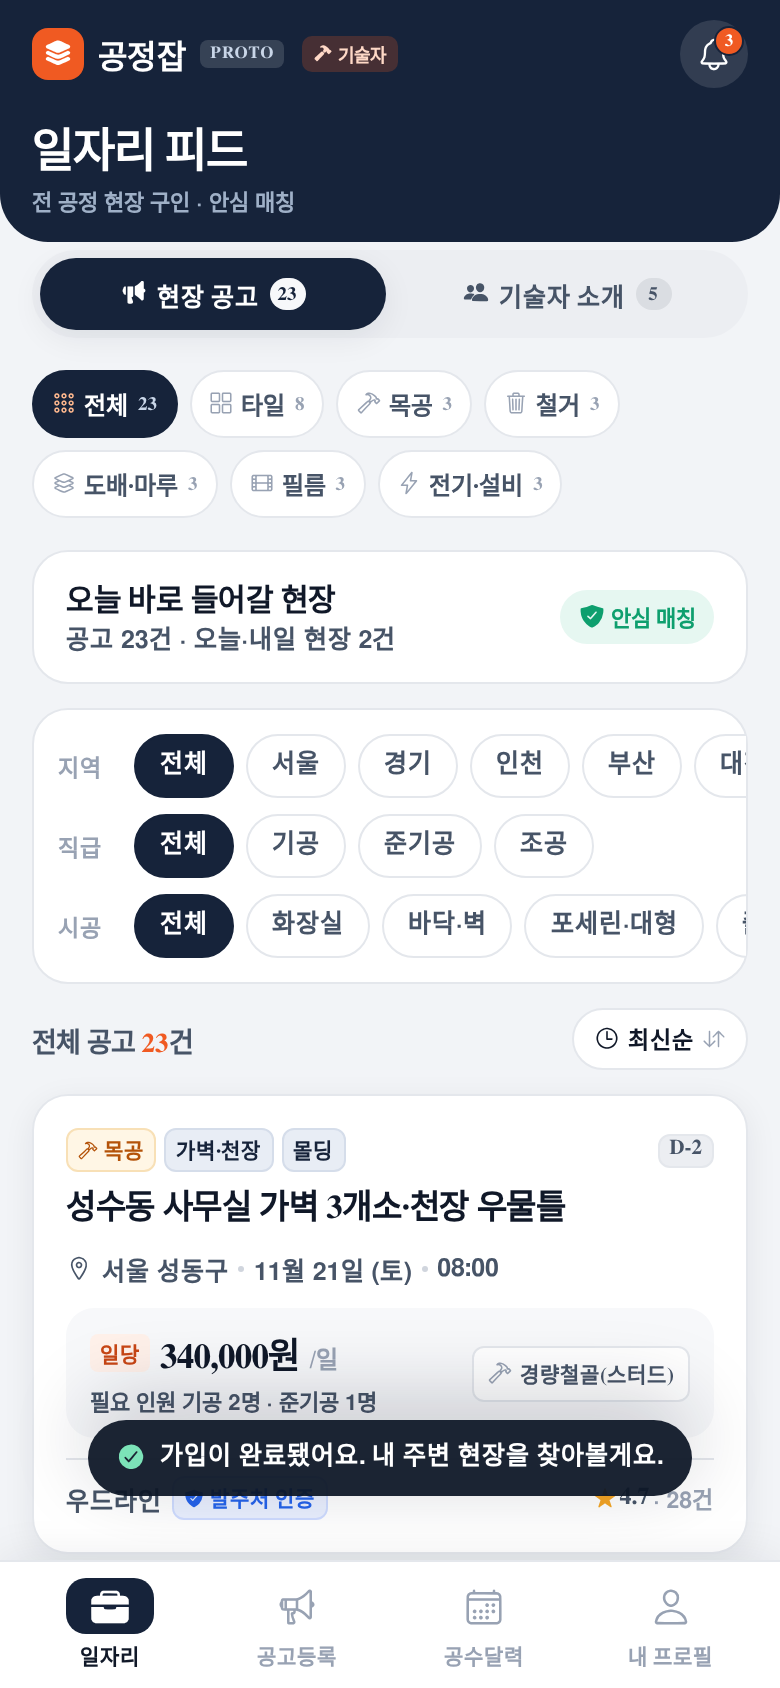 공정잡 PROTO 기술자 3
일자리 피드
전 공정 현장 구인 · 안심 매칭
현장 공고 23 기술자 소개 5
전체 23 타일 8 목공 3 철거 3
도배·마루 3 필름 3 전기·설비 3
오늘 바로 들어갈 현장
공고 23건 · 오늘·내일 현장 2건
안심 매칭
지역 전체 서울 경기 인천 부산
직급 전체 기공 준기공 조공
시공 전체 화장실 바닥·벽 포세린·대형
전체 공고 23건 최신순
목공 가벽·천장 몰딩 D-2
성수동 사무실 가벽 3개소·천장 우물틀
서울 성동구 · 11월 21일 (토) · 08:00
일당 340,000원 /일
필요 인원 기공 2명 · 준기공 1명
경량철골(스터드)
가입이 완료됐어요. 내 주변 현장을 찾아볼게요.
우드라인 발주처 인증 ★4.7 · 28건
일자리 공고등록 공수달력 내 프로필